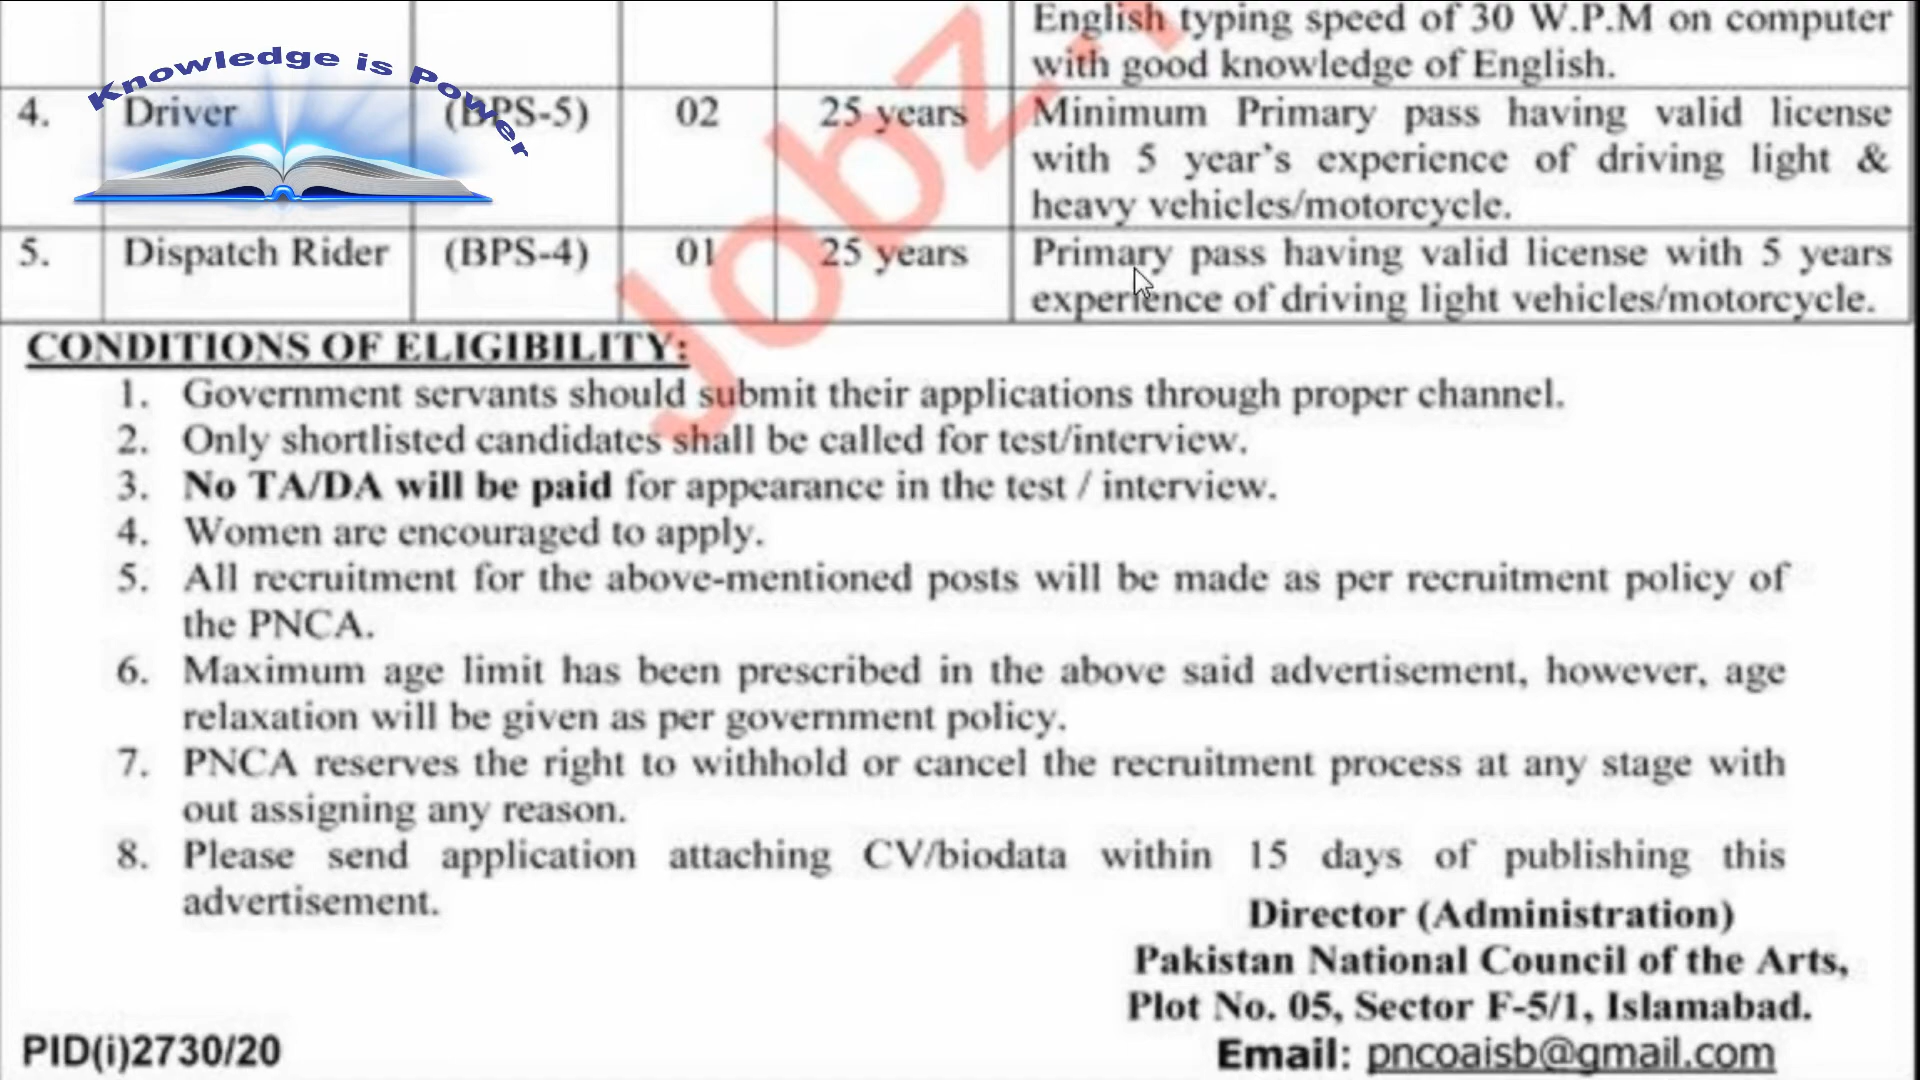 English typing speed of 30 W.P.M on computer
with good knowledge of English.
Knowledge is Power
4. Driver (BPS-5) 02 25 years Minimum Primary pass having valid license
with 5 year's experience of driving light &
heavy vehicles/motorcycle.
5. Dispatch Rider (BPS-4) 01 25 years Primary pass having valid license with 5 years
experience of driving light vehicles/motorcycle.
Jobz.
CONDITIONS OF ELIGIBILITY:
1. Government servants should submit their applications through proper channel.
2. Only shortlisted candidates shall be called for test/interview.
3. No TA/DA will be paid for appearance in the test / interview.
4. Women are encouraged to apply.
5. All recruitment for the above-mentioned posts will be made as per recruitment policy of
the PNCA.
6. Maximum age limit has been prescribed in the above said advertisement, however, age
relaxation will be given as per government policy.
7. PNCA reserves the right to withhold or cancel the recruitment process at any stage with
out assigning any reason.
8. Please send application attaching CV/biodata within 15 days of publishing this
advertisement.
Director (Administration)
Pakistan National Council of the Arts,
Plot No. 05, Sector F-5/1, Islamabad.
PID(i)2730/20
Email: pncoaisb@gmail.com